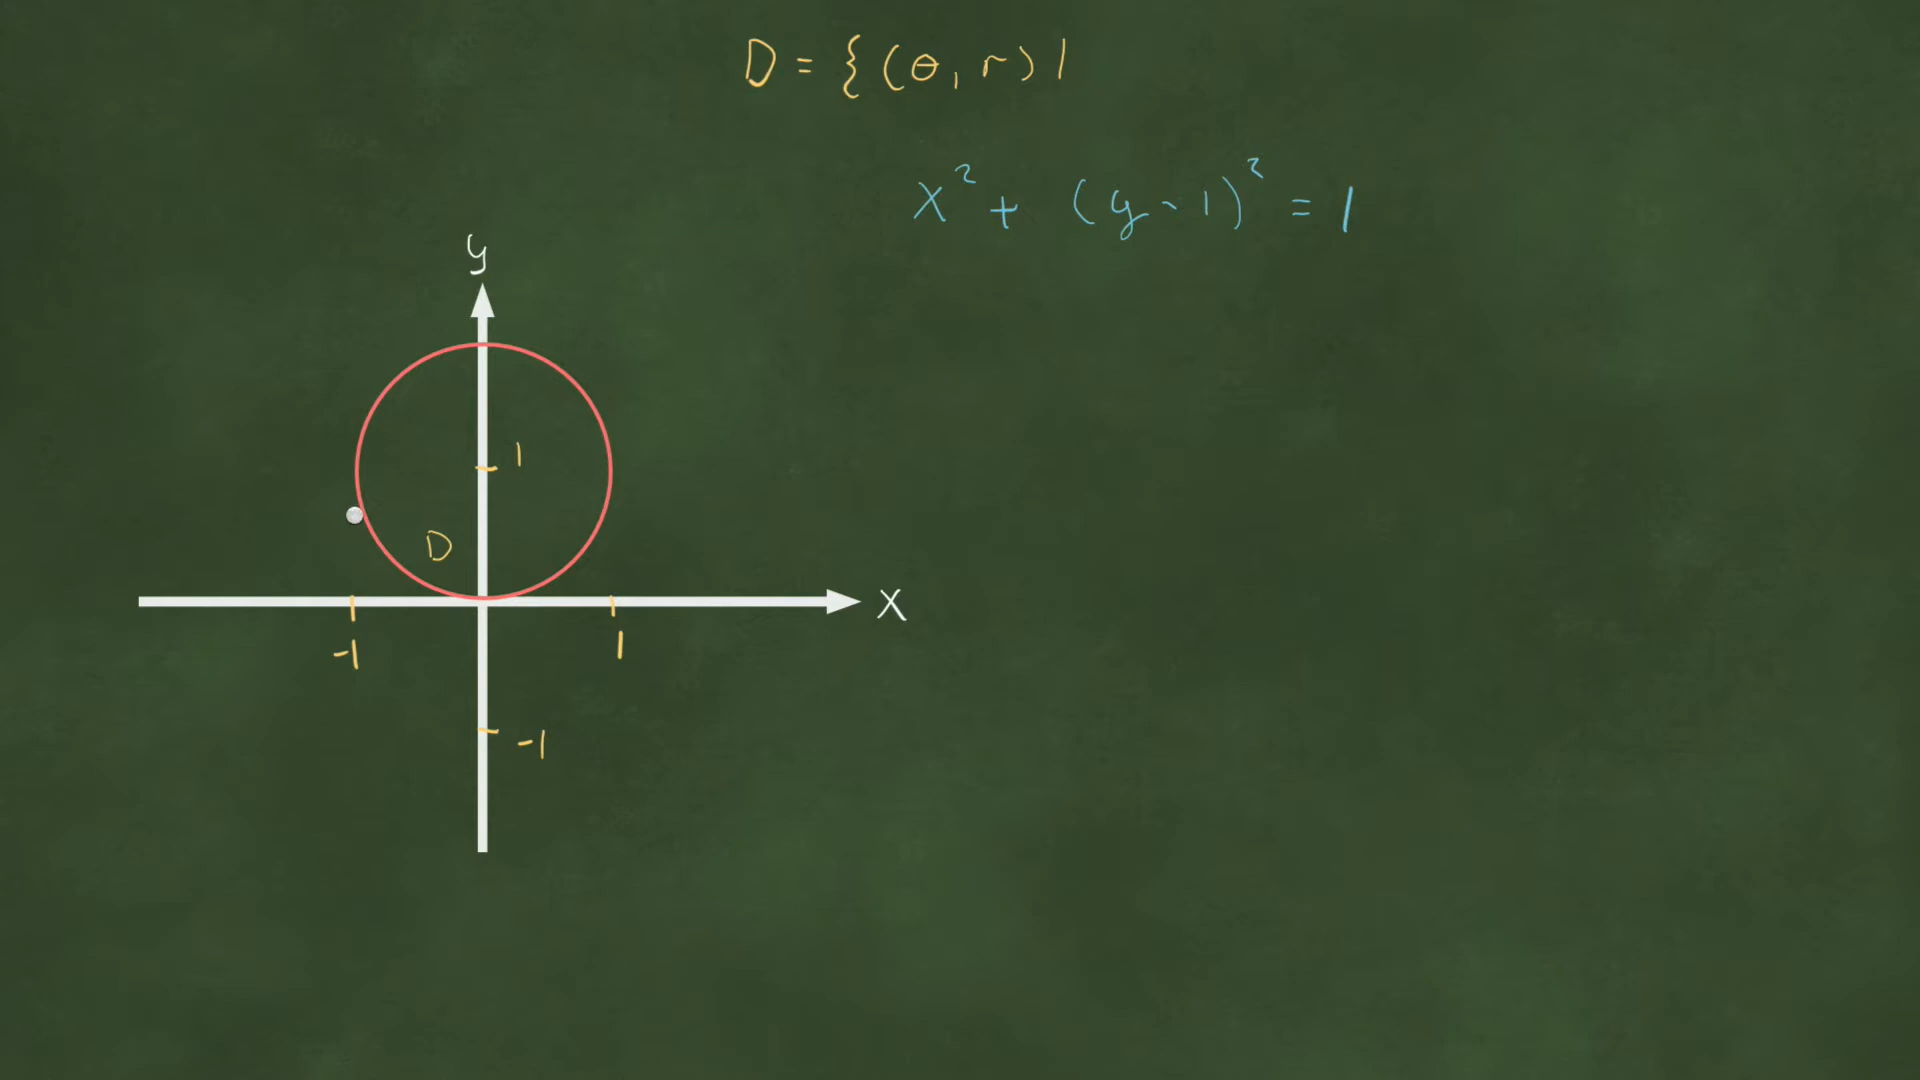 D = { (θ, r) |
x² + (y - 1)² = 1
y
1
D
x
-1
1
-1